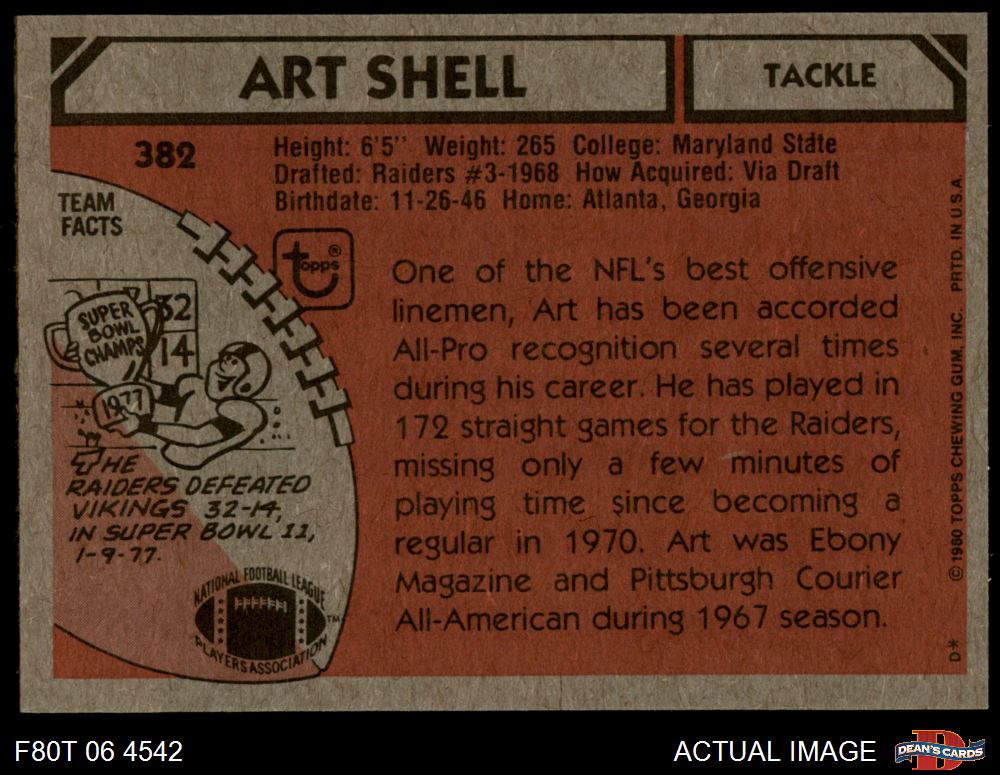 ART SHELL
TACKLE
382
Height: 6'5'' Weight: 265 College: Maryland State
Drafted: Raiders #3-1968 How Acquired: Via Draft
Birthdate: 11-26-46 Home: Atlanta, Georgia
TEAM
FACTS
topps®
SUPER
BOWL
CHAMPS
32
14
1977
THE
RAIDERS DEFEATED
VIKINGS 32-14,
IN SUPER BOWL 11,
1-9-77.
NATIONAL FOOTBALL LEAGUE
PLAYERS ASSOCIATION
TM
One of the NFL's best offensive
linemen, Art has been accorded
All-Pro recognition several times
during his career. He has played in
172 straight games for the Raiders,
missing only a few minutes of
playing time since becoming a
regular in 1970. Art was Ebony
Magazine and Pittsburgh Courier
All-American during 1967 season.
© 1980 TOPPS CHEWING GUM, INC. PRTD. IN U.S.A.
D*
F80T 06 4542
ACTUAL IMAGE
D
DEAN'S CARDS